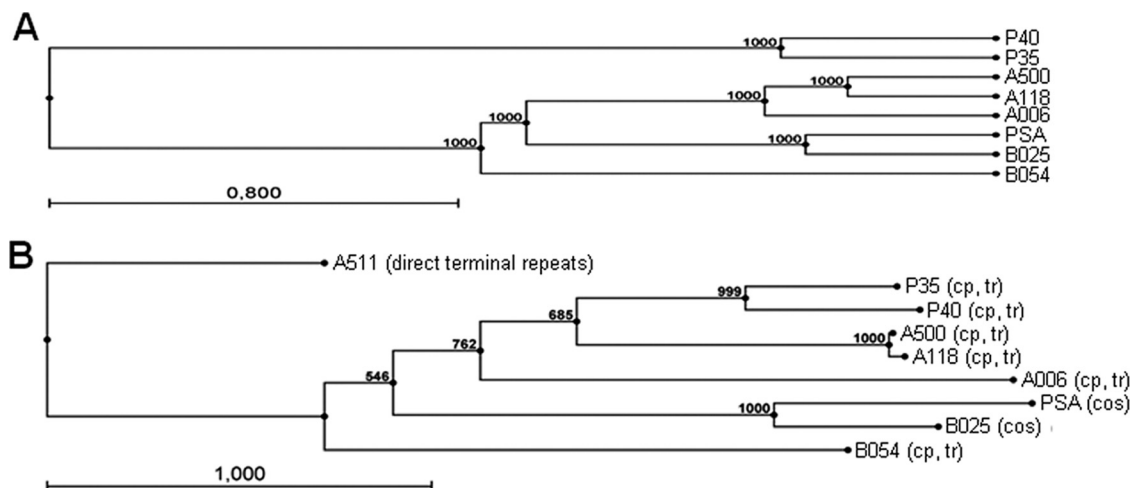 A
1000 P40
P35
1000 A500
1000 A118
1000 A006
1000 PSA
1000 B025
B054
0,800
B
A511 (direct terminal repeats)
999 P35 (cp, tr)
685 P40 (cp, tr)
1000 A500 (cp, tr)
762 A118 (cp, tr)
546 A006 (cp, tr)
1000 PSA (cos)
B025 (cos)
B054 (cp, tr)
1,000